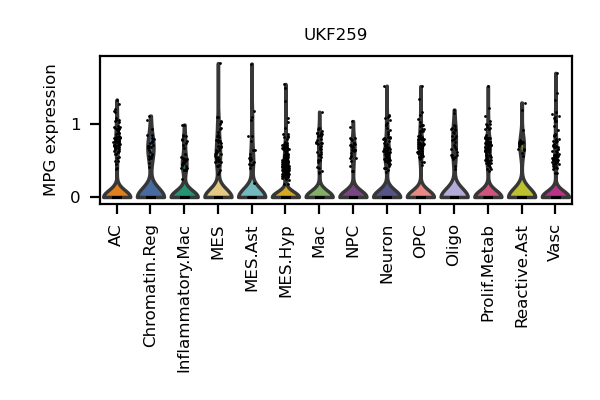 UKF259
MPG expression
1
0
AC
Chromatin.Reg
Inflammatory.Mac
MES
MES.Ast
MES.Hyp
Mac
NPC
Neuron
OPC
Oligo
Prolif.Metab
Reactive.Ast
Vasc